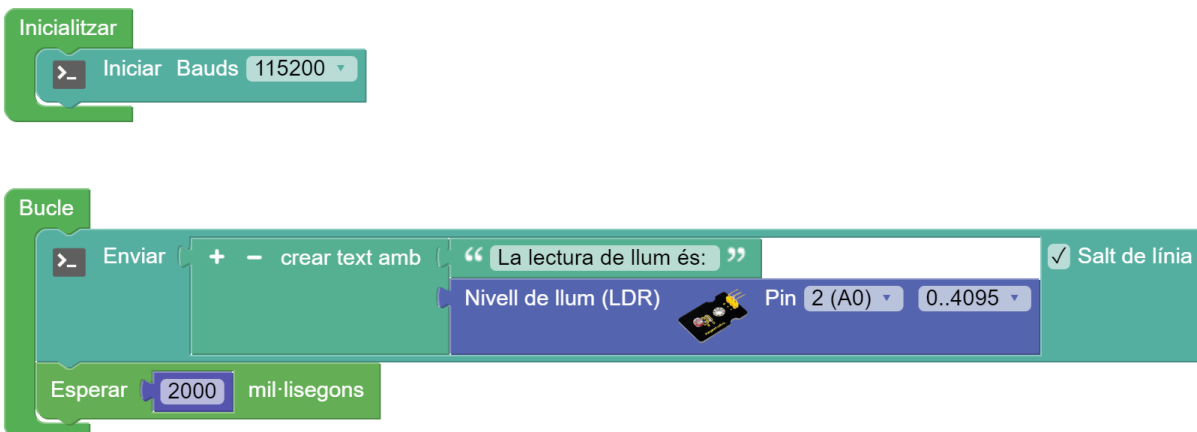 Inicialitzar
>_ Iniciar Bauds 115200
Bucle
>_ Enviar + − crear text amb “ La lectura de llum és: ” ✓ Salt de línia
Nivell de llum (LDR) Pin 2 (A0) 0..4095
Esperar 2000 mil·lisegons